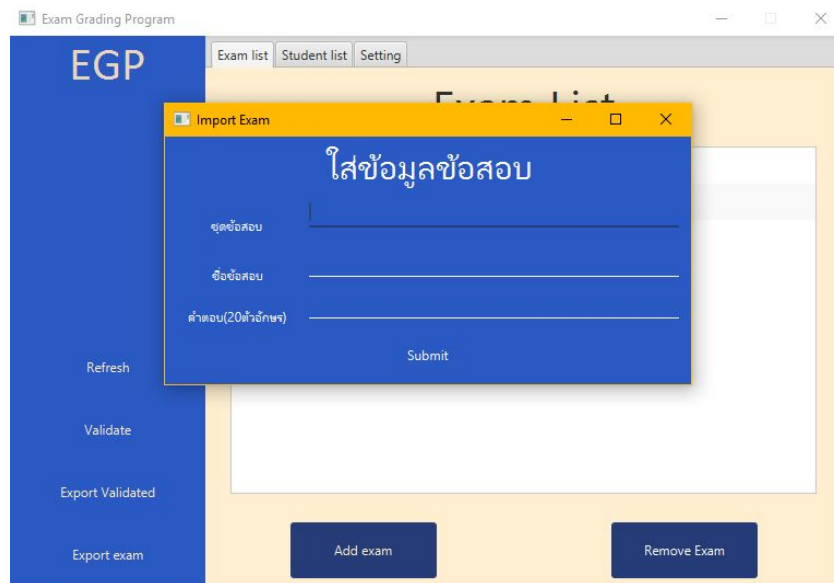 Exam Grading Program
EGP
Exam list Student list Setting
Exam List
Import Exam
ใส่ข้อมูลข้อสอบ
ชุดข้อสอบ
ชื่อข้อสอบ
คำตอบ(20ตัวอักษร)
Submit
Refresh
Validate
Export Validated
Export exam
Add exam
Remove Exam